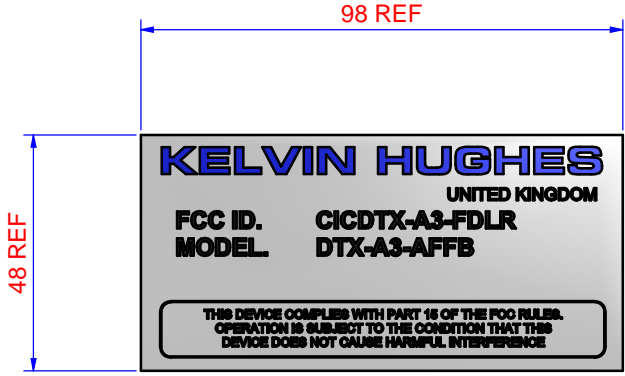 98 REF
48 REF
KELVIN HUGHES
UNITED KINGDOM
FCC ID. CICDTX-A3-FDLR
MODEL. DTX-A3-AFFB
THIS DEVICE COMPLIES WITH PART 15 OF THE FCC RULES.
OPERATION IS SUBJECT TO THE CONDITION THAT THIS
DEVICE DOES NOT CAUSE HARMFUL INTERFERENCE